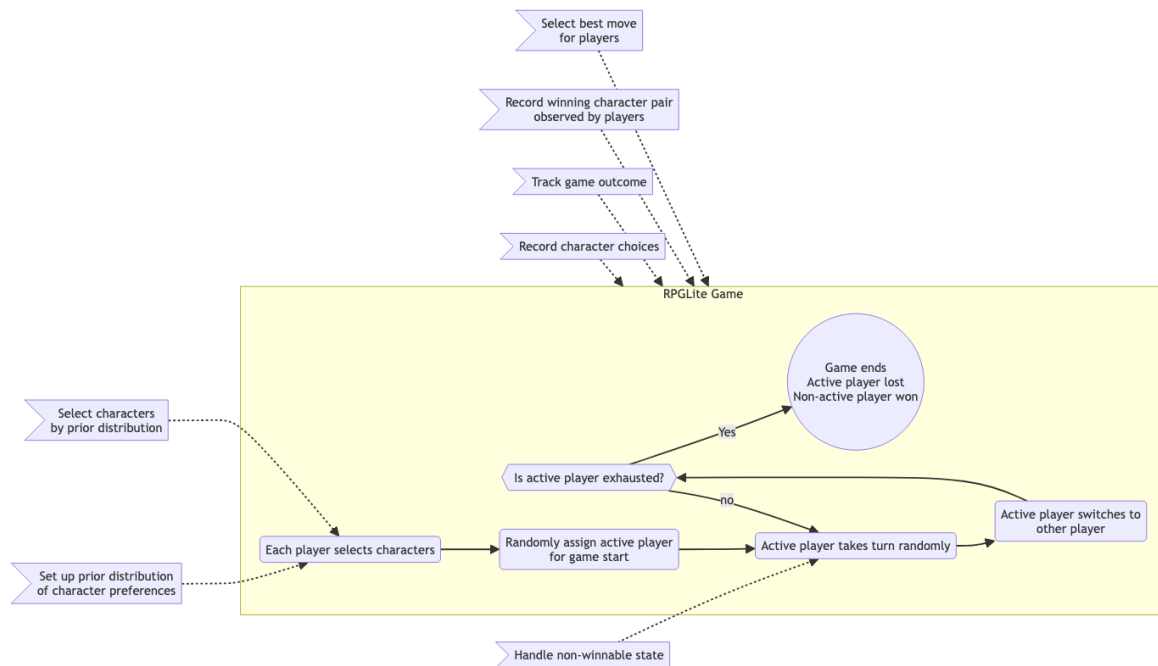 Select best move
for players
Record winning character pair
observed by players
Track game outcome
Record character choices
RPGLite Game
Game ends
Active player lost
Non-active player won
Select characters
by prior distribution
Yes
Is active player exhausted?
no
Active player switches to
other player
Each player selects characters
Randomly assign active player
for game start
Active player takes turn randomly
Set up prior distribution
of character preferences
Handle non-winnable state